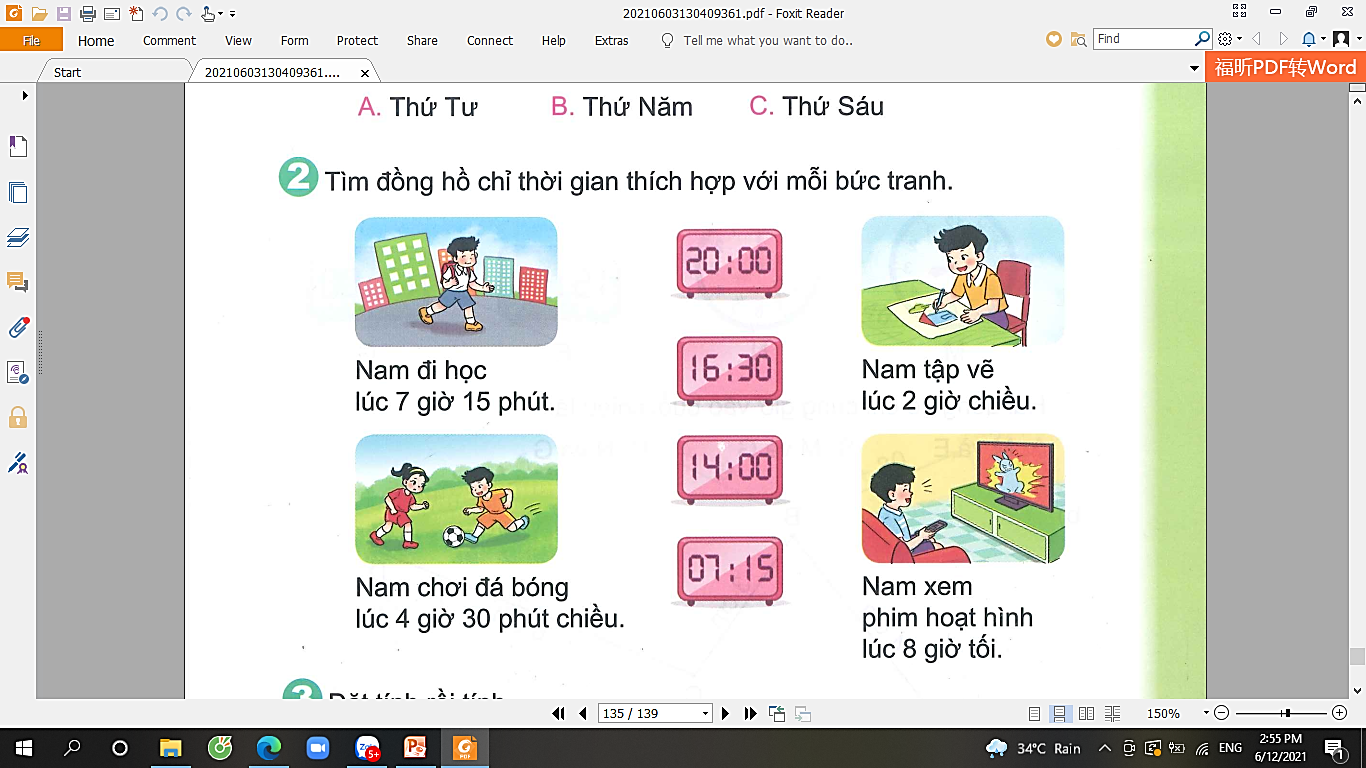 20210603130409361.pdf - Foxit Reader
File Home Comment View Form Protect Share Connect Help Extras Tell me what you want to do.. Find
Start 20210603130409361.... 福昕PDF转Word
A. Thứ Tư B. Thứ Năm C. Thứ Sáu
2 Tìm đồng hồ chỉ thời gian thích hợp với mỗi bức tranh.
20:00
16:30
Nam đi học
lúc 7 giờ 15 phút.
Nam tập vẽ
lúc 2 giờ chiều.
14:00
07:15
Nam chơi đá bóng
lúc 4 giờ 30 phút chiều.
Nam xem
phim hoạt hình
lúc 8 giờ tối.
3 Đặt tính rồi tính
135 / 139 150%
34°C Rain ENG 2:55 PM
6/12/2021